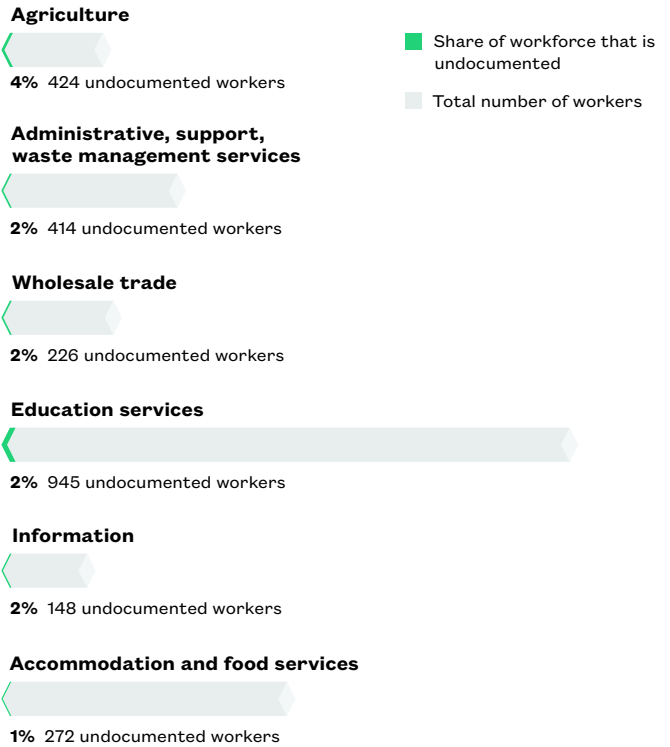 Agriculture
Share of workforce that is
undocumented
4% 424 undocumented workers
Total number of workers
Administrative, support,
waste management services
2% 414 undocumented workers
Wholesale trade
2% 226 undocumented workers
Education services
2% 945 undocumented workers
Information
2% 148 undocumented workers
Accommodation and food services
1% 272 undocumented workers